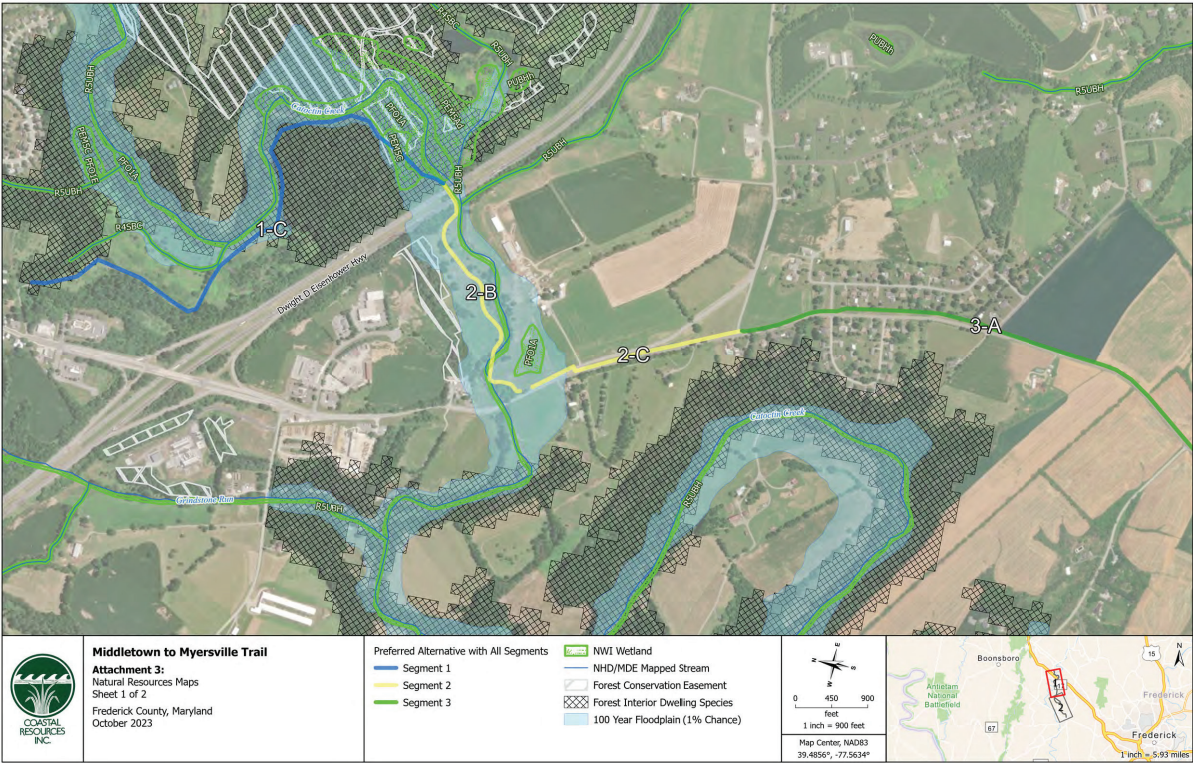 R4SBC
R5UBH
PUBHh
PUBHh
R5UBH
R5UBH
Catoctin Creek
PFO1A
PEM5C
R5UBH
R5UBH
PFO1A
R5UBH
R5UBH
R4SBC
1-C
Dwight D Eisenhower Hwy
2-B
PFO1A
2-C
3-A
Catoctin Creek
R5UBH
Grindstone Run
R5UBH
COASTAL
RESOURCES
INC.
Middletown to Myersville Trail
Attachment 3:
Natural Resources Maps
Sheet 1 of 2
Frederick County, Maryland
October 2023
Preferred Alternative with All Segments
Segment 1
Segment 2
Segment 3
NWI Wetland
NHD/MDE Mapped Stream
Forest Conservation Easement
Forest Interior Dwelling Species
100 Year Floodplain (1% Chance)
N
E
S
W
0 450 900
feet
1 inch = 900 feet
Map Center, NAD83
39.4856°, -77.5634°
Boonsboro
15
N
Antietam
National
Battlefield
Frederick
67
Frederick
1 inch = 5.93 miles